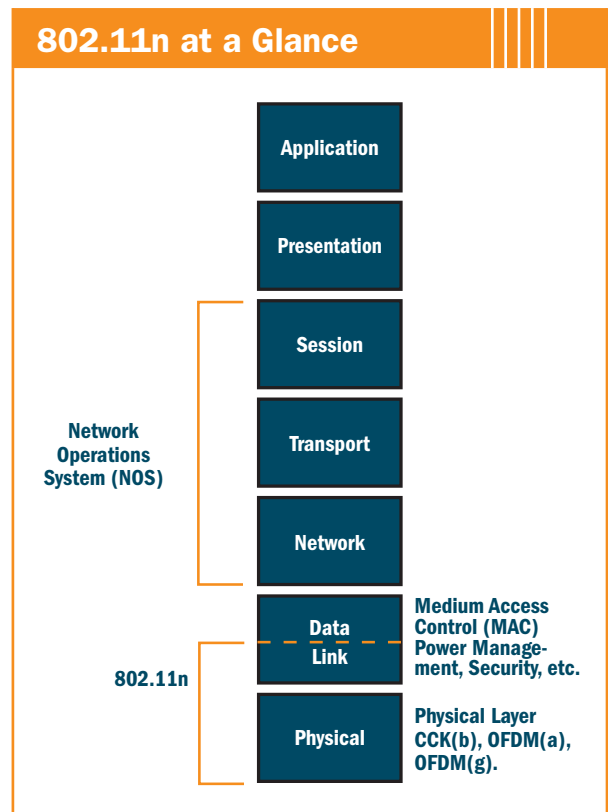 802.11n at a Glance
Application
Presentation
Session
Transport
Network
Operations
System (NOS)
Network
Data
Link
Medium Access
Control (MAC)
Power Manage-
ment, Security, etc.
802.11n
Physical
Physical Layer
CCK(b), OFDM(a),
OFDM(g).